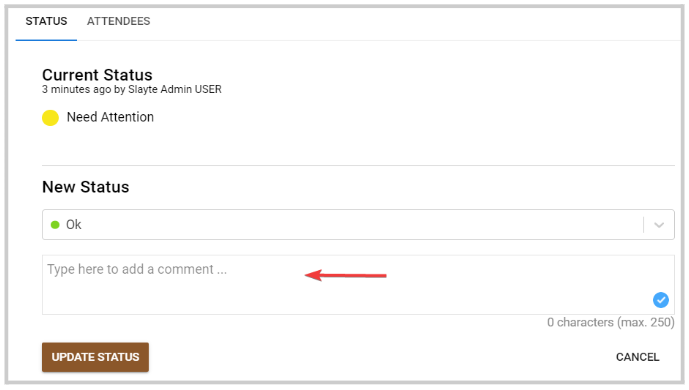 STATUS ATTENDEES
Current Status
3 minutes ago by Slayte Admin USER
Need Attention
New Status
Ok
Type here to add a comment ...
0 characters (max. 250)
UPDATE STATUS CANCEL